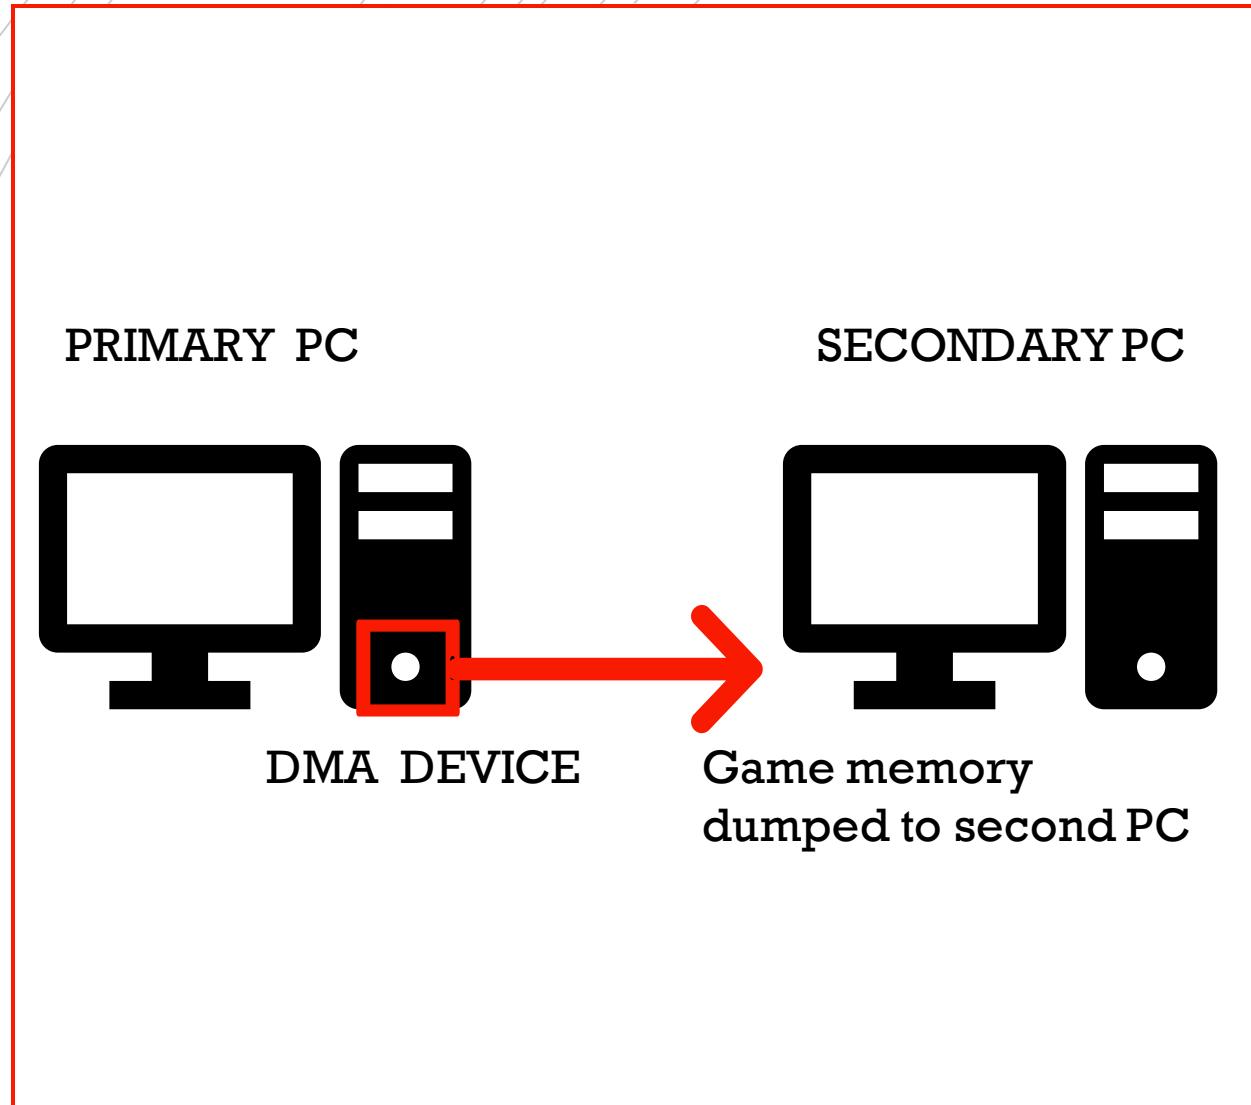 PRIMARY PC
SECONDARY PC
DMA DEVICE
Game memory
dumped to second PC